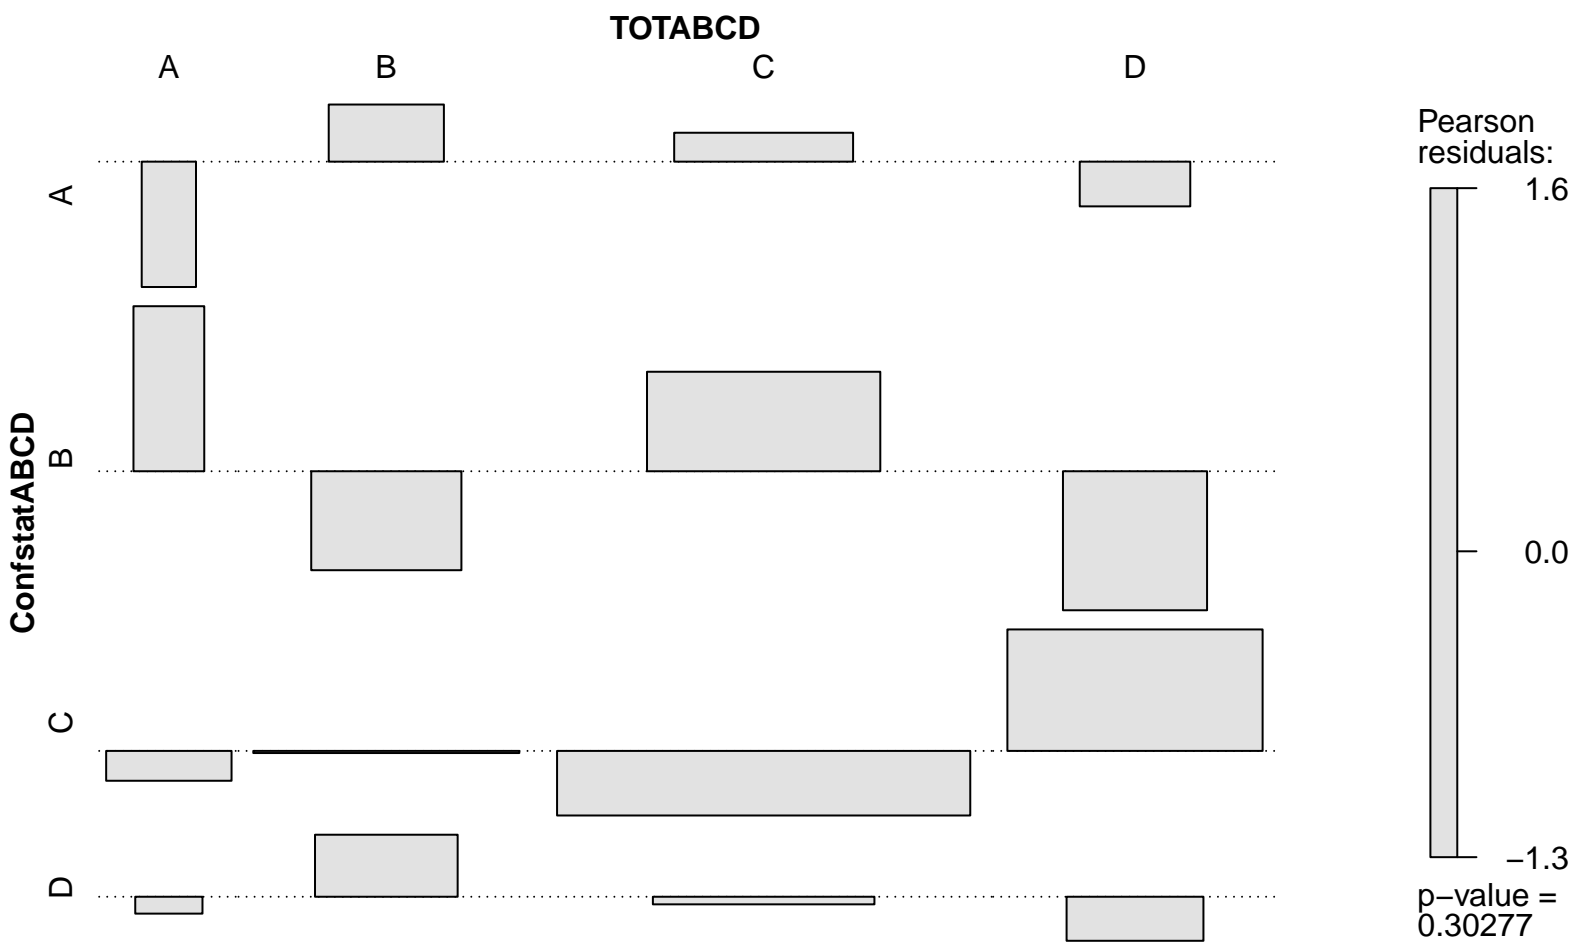 TOTABCD
A B C D
ConfstatABCD
A
B
C
D
Pearson
residuals:
1.6
0.0
−1.3
p−value =
0.30277